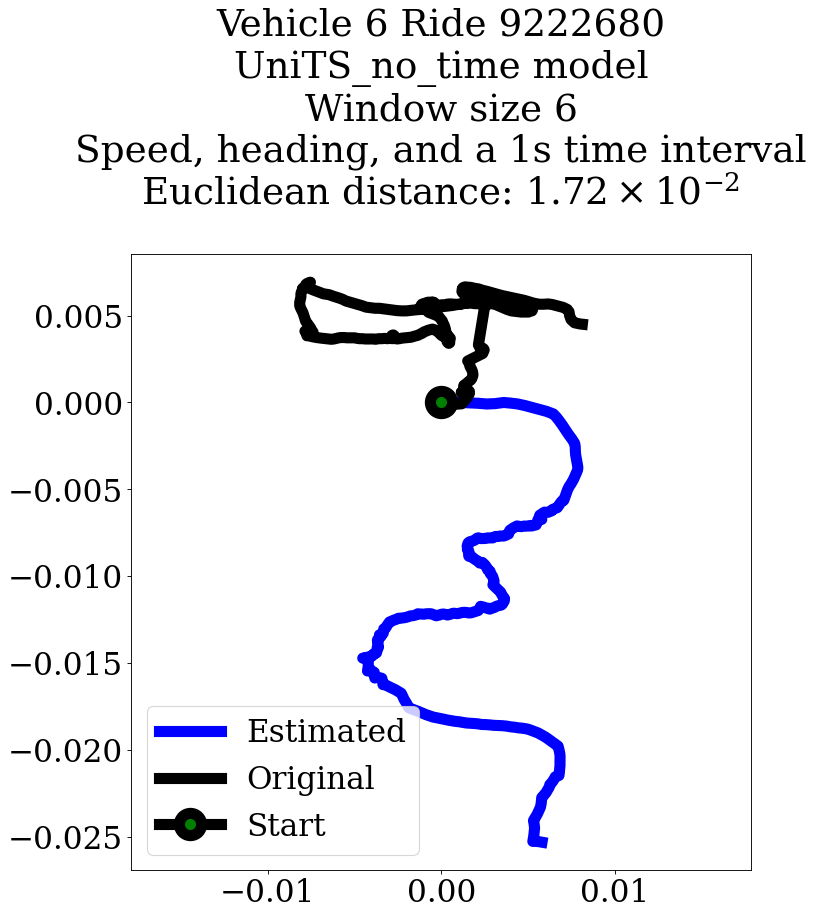 Vehicle 6 Ride 9222680
UniTS_no_time model
Window size 6
Speed, heading, and a 1s time interval
Euclidean distance: 1.72 × 10⁻²
0.005
0.000
−0.005
−0.010
−0.015
−0.020
−0.025
Estimated
Original
Start
−0.01
0.00
0.01